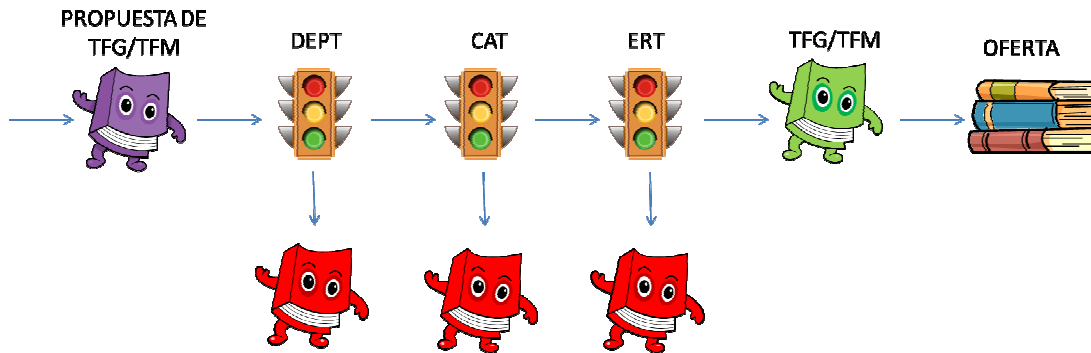 PROPUESTA DE
TFG/TFM
DEPT
CAT
ERT
TFG/TFM
OFERTA